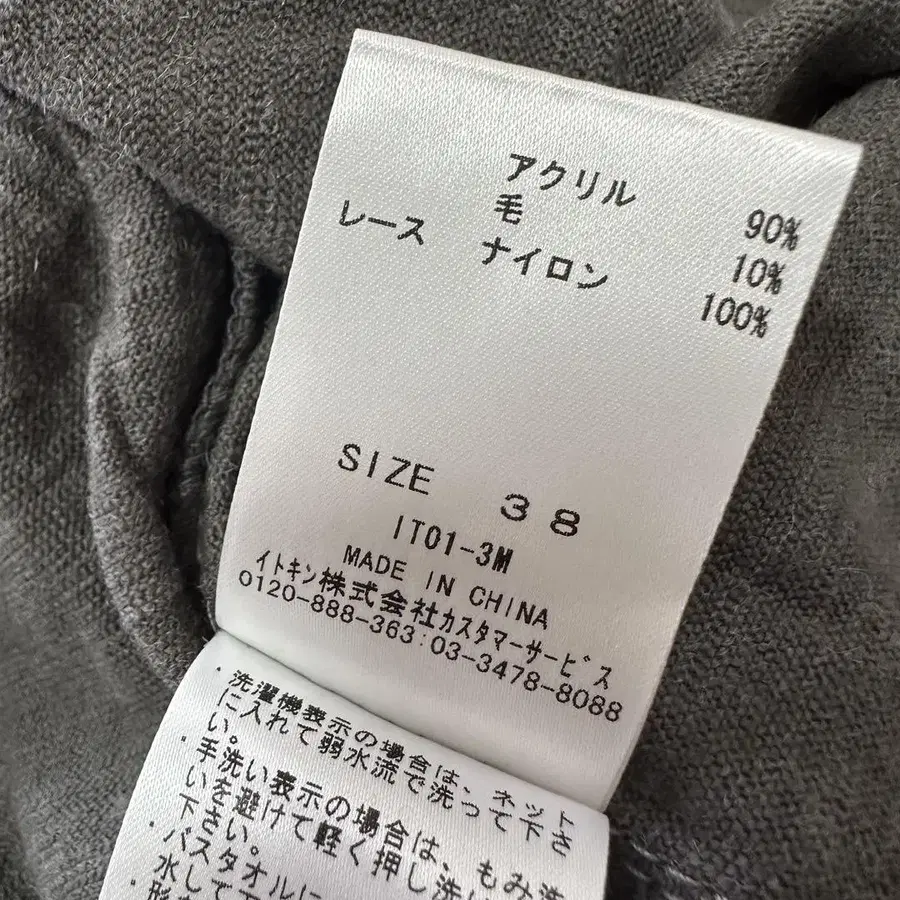 アクリル 90%
毛 10%
レース ナイロン 100%
SIZE 38
IT01-3M
MADE IN CHINA
イトキン株式会社カスタマーサービス
0120-888-363:03-3478-8088
・洗濯機表示の場合は、ネット
に入れて弱水流で洗って下さ
い。
・手洗い表示の場合は、もみ洗
いを避けて軽く押し洗
下さい。
・バスタオルに
水して
形